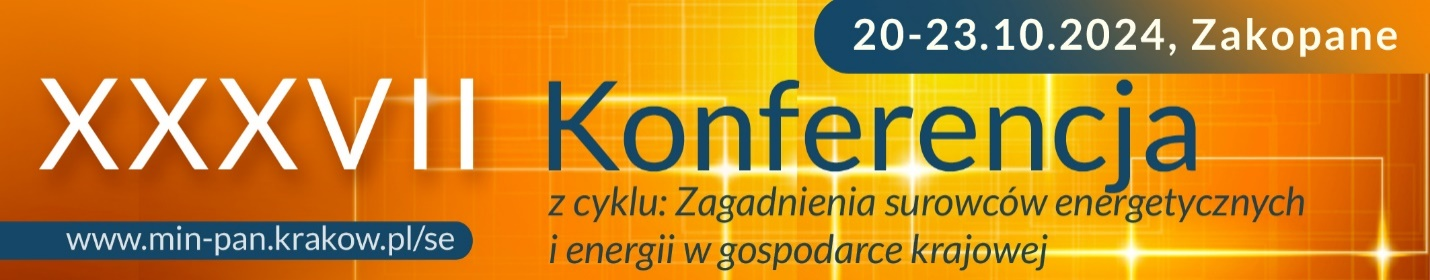 20-23.10.2024, Zakopane
XXXVII Konferencja
z cyklu: Zagadnienia surowców energetycznych
i energii w gospodarce krajowej
www.min-pan.krakow.pl/se